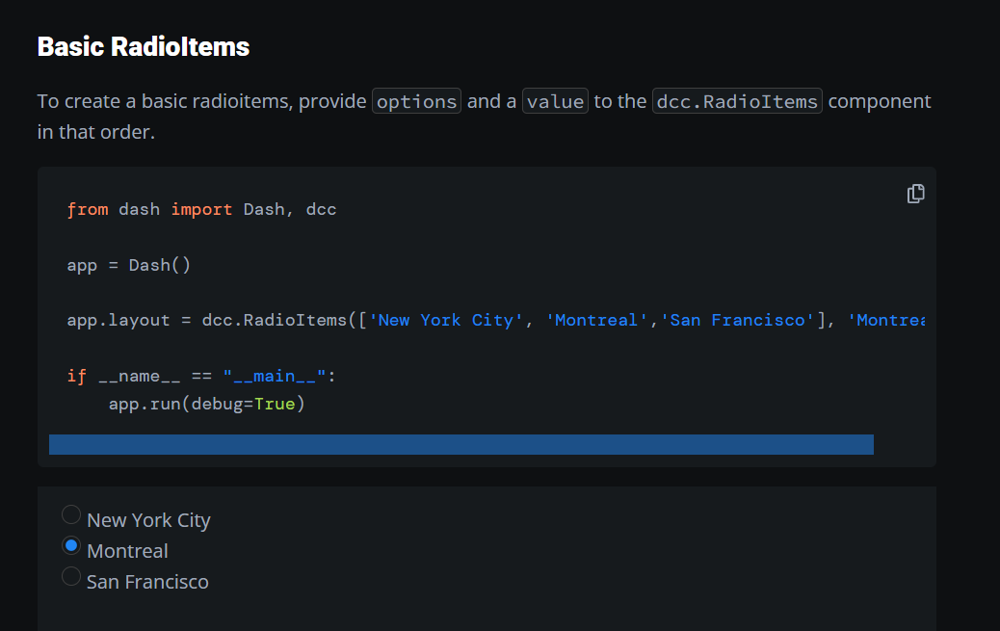 Basic RadioItems
To create a basic radioitems, provide options and a value to the dcc.RadioItems component
in that order.
from dash import Dash, dcc
app = Dash()
app.layout = dcc.RadioItems(['New York City', 'Montreal','San Francisco'], 'Montrea
if __name__ == "__main__":
    app.run(debug=True)
New York City
Montreal
San Francisco